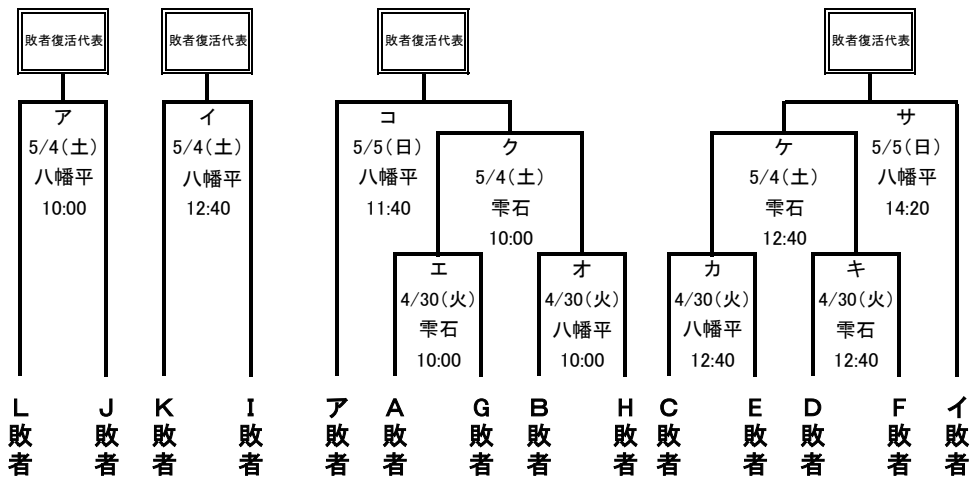 敗者復活代表
敗者復活代表
敗者復活代表
敗者復活代表
ア
5/4(土)
八幡平
10:00
イ
5/4(土)
八幡平
12:40
コ
5/5(日)
八幡平
11:40
ク
5/4(土)
雫石
10:00
ケ
5/4(土)
雫石
12:40
サ
5/5(日)
八幡平
14:20
エ
4/30(火)
雫石
10:00
オ
4/30(火)
八幡平
10:00
カ
4/30(火)
八幡平
12:40
キ
4/30(火)
雫石
12:40
L敗者
J敗者
K敗者
I敗者
ア敗者
A敗者
G敗者
B敗者
H敗者
C敗者
E敗者
D敗者
F敗者
イ敗者